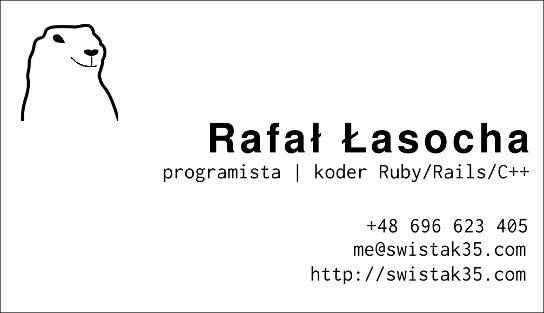 Rafał Łasocha
programista | koder Ruby/Rails/C++
+48 696 623 405
me@swistak35.com
http://swistak35.com